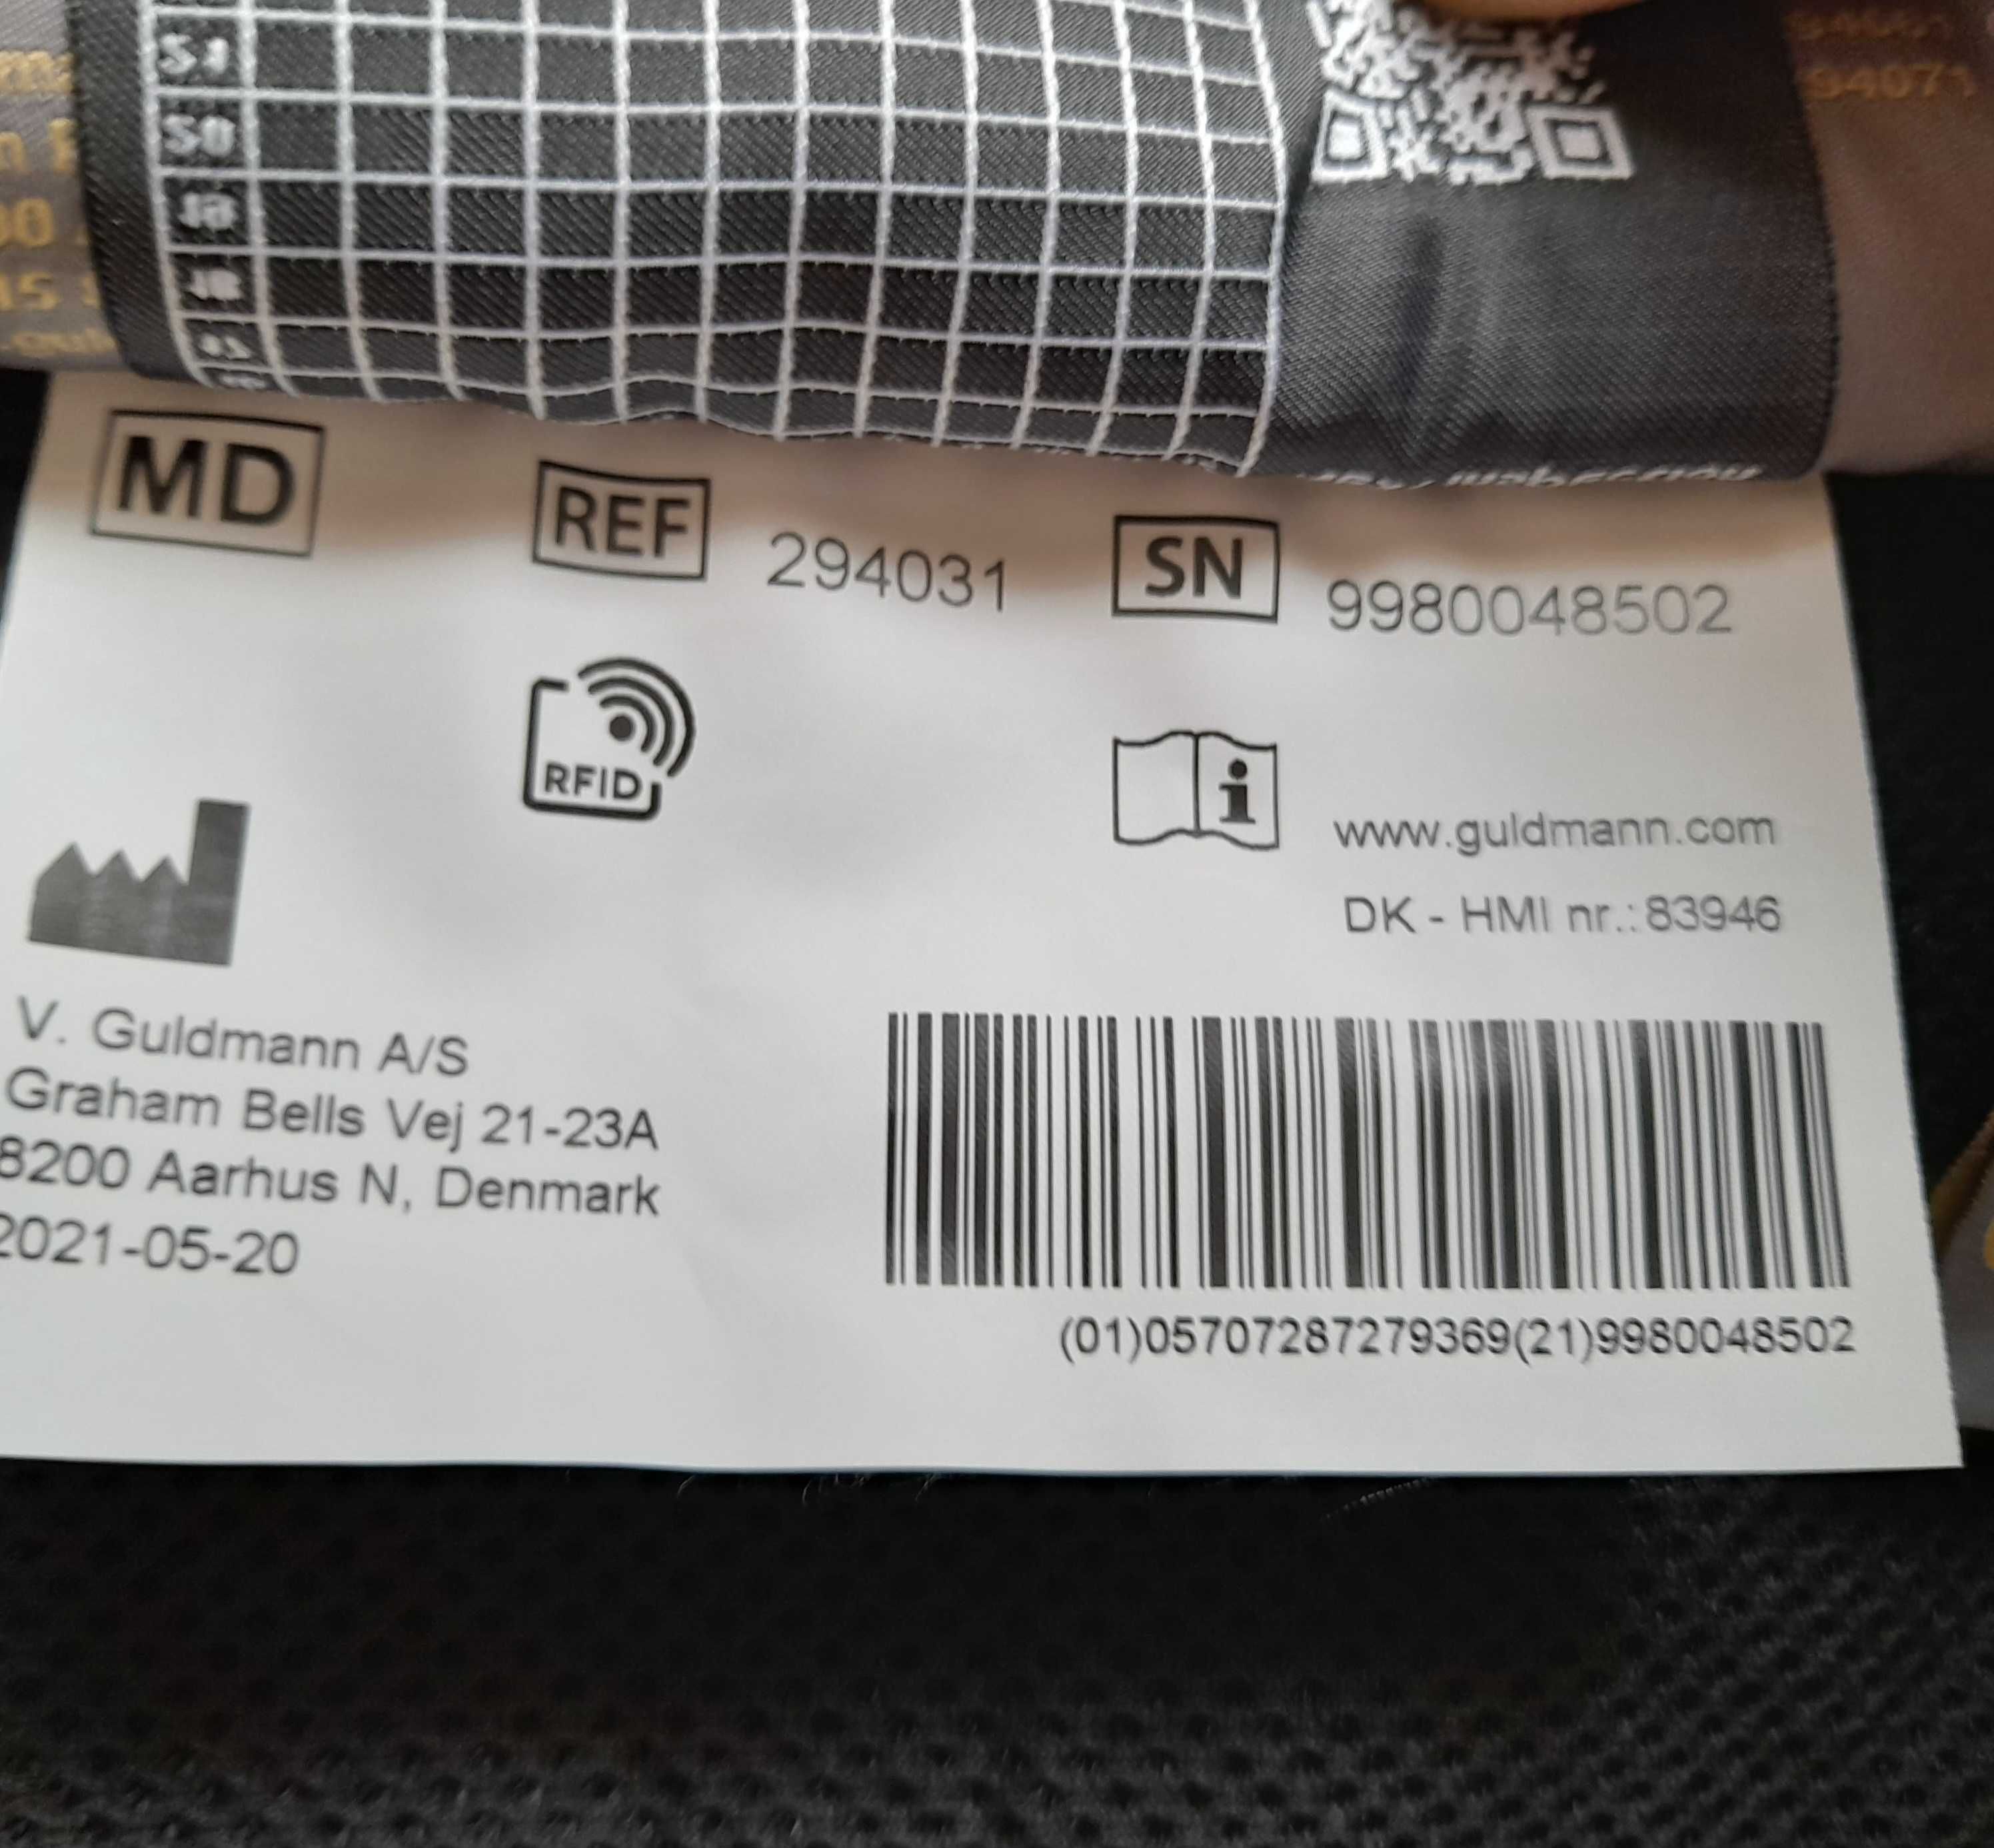 MD
REF 294031
SN 9980048502
RFID
i
www.guldmann.com
DK - HMI nr.:83946
V. Guldmann A/S
Graham Bells Vej 21-23A
8200 Aarhus N, Denmark
2021-05-20
(01)05707287279369(21)9980048502
94071